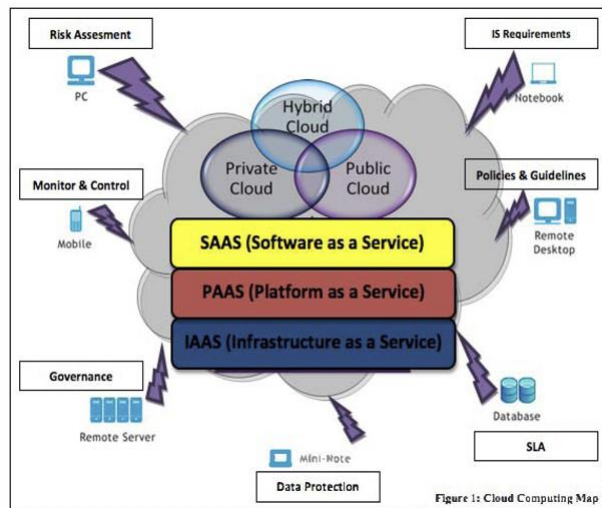 Risk Assesment
IS Requirements
PC
Notebook
Hybrid
Cloud
Private
Cloud
Public
Cloud
Monitor & Control
Policies & Guidelines
Mobile
Remote
Desktop
SAAS (Software as a Service)
PAAS (Platform as a Service)
IAAS (Infrastructure as a Service)
Governance
Remote Server
Database
SLA
Mini-Note
Data Protection
Figure 1: Cloud Computing Map